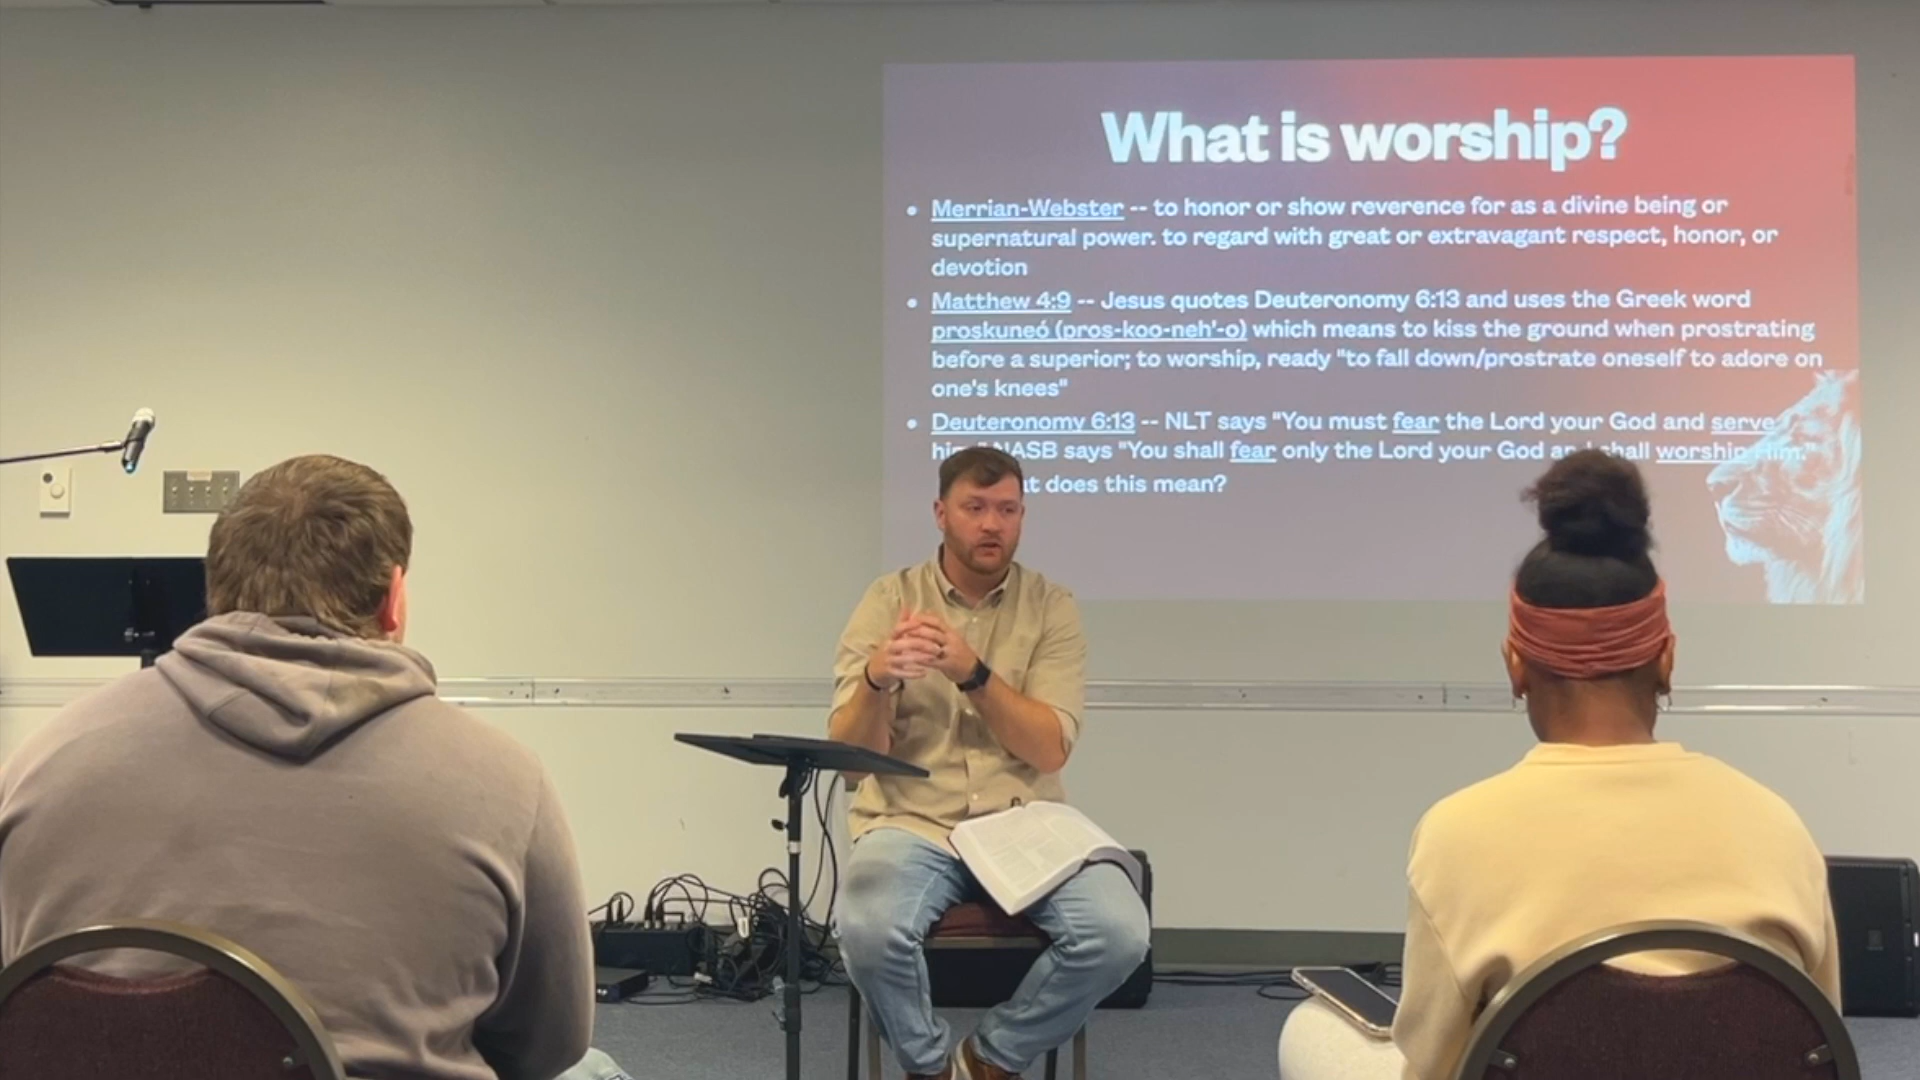 What is worship?
• Merrian-Webster -- to honor or show reverence for as a divine being or
supernatural power. to regard with great or extravagant respect, honor, or
devotion
• Matthew 4:9 -- Jesus quotes Deuteronomy 6:13 and uses the Greek word
proskuneó (pros-koo-neh'-o) which means to kiss the ground when prostrating
before a superior; to worship, ready "to fall down/prostrate oneself to adore on
one's knees"
• Deuteronomy 6:13 -- NLT says "You must fear the Lord your God and serve
NASB says "You shall fear only the Lord your God shall worship Him."
does this mean?